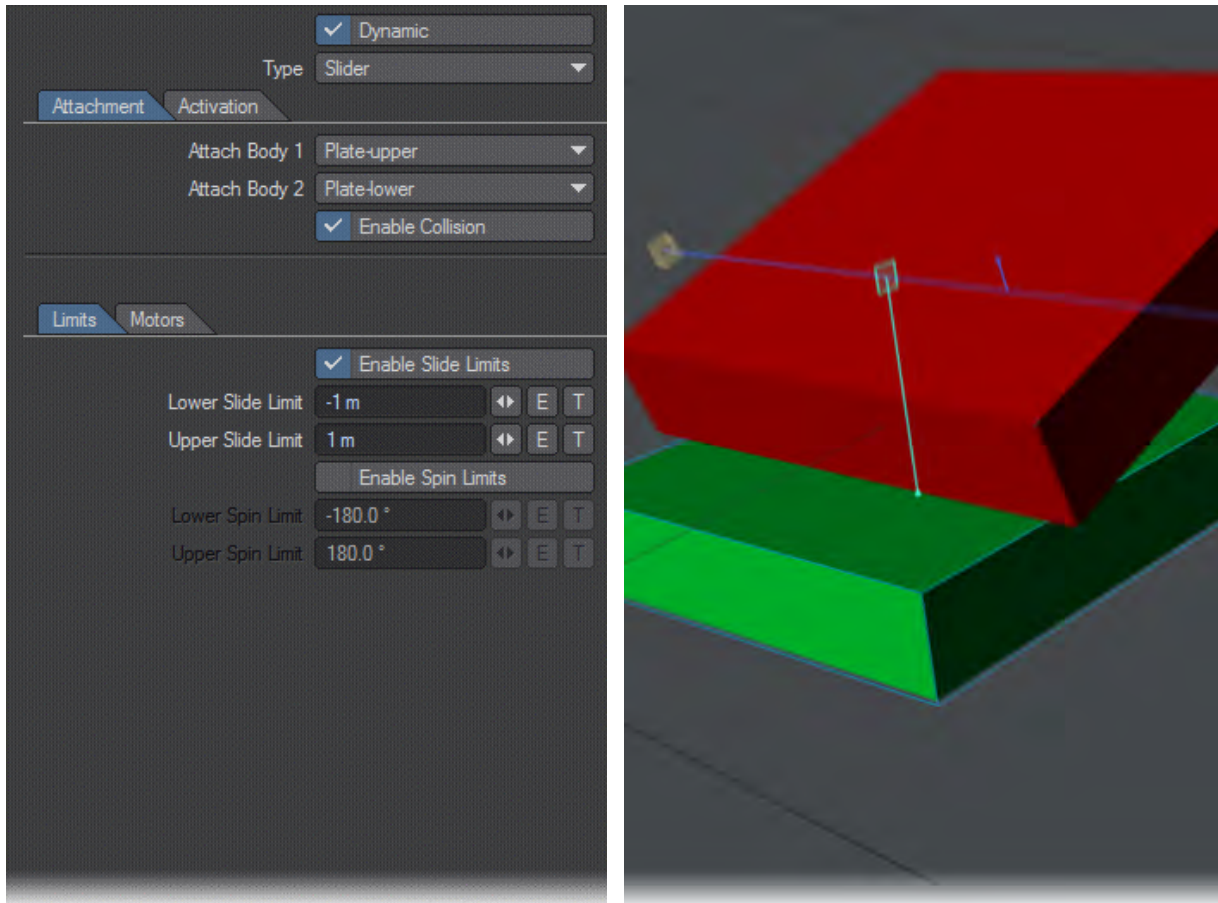 Dynamic
Type Slider
Attachment Activation
Attach Body 1 Plate-upper
Attach Body 2 Plate-lower
Enable Collision
Limits Motors
Enable Slide Limits
Lower Slide Limit -1 m E T
Upper Slide Limit 1 m E T
Enable Spin Limits
Lower Spin Limit -180.0 ° E T
Upper Spin Limit 180.0 ° E T